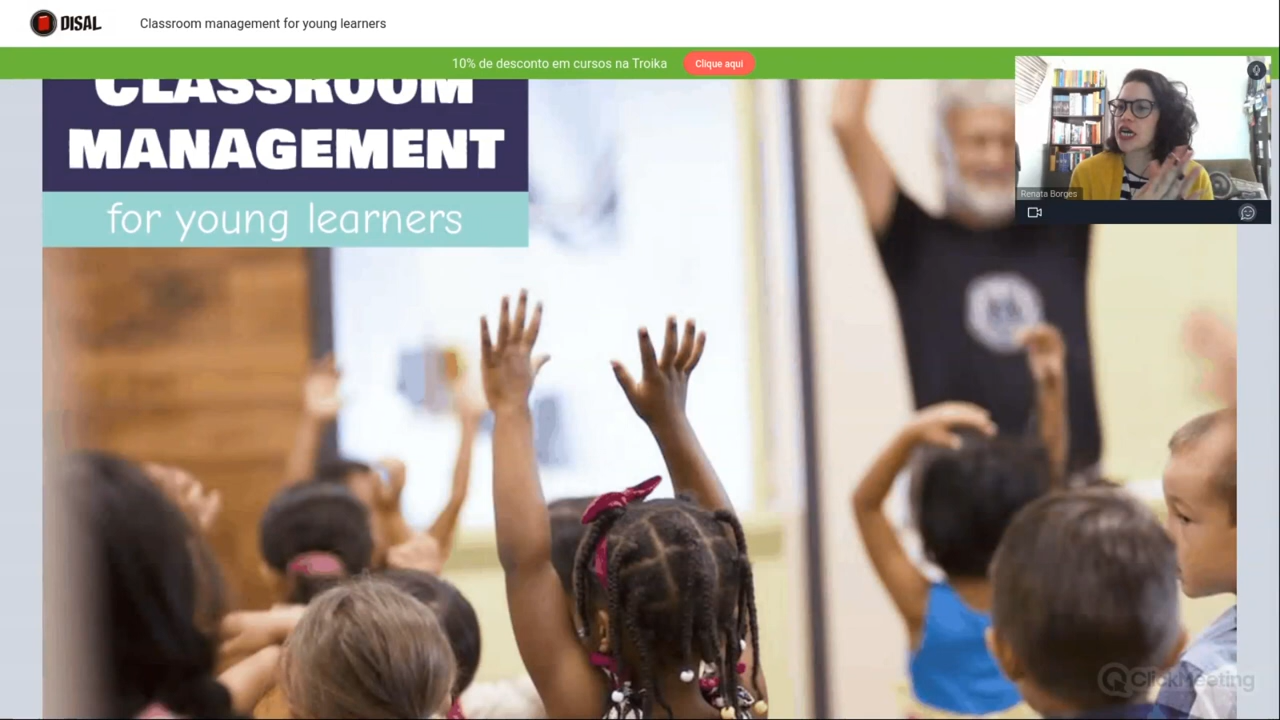 DISAL
Classroom management for young learners
10% de desconto em cursos na Troika
Clique aqui
CLASSROOM
MANAGEMENT
for young learners
Renata Borges
ClickMeeting